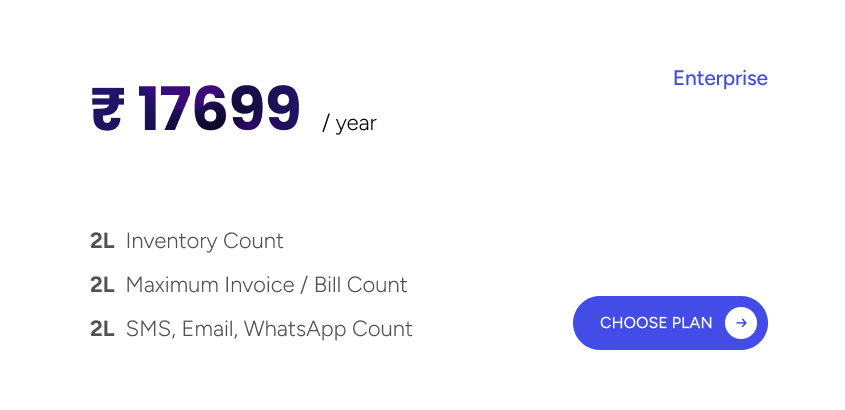 Enterprise
₹ 17699 / year
2L Inventory Count
2L Maximum Invoice / Bill Count
2L SMS, Email, WhatsApp Count
CHOOSE PLAN